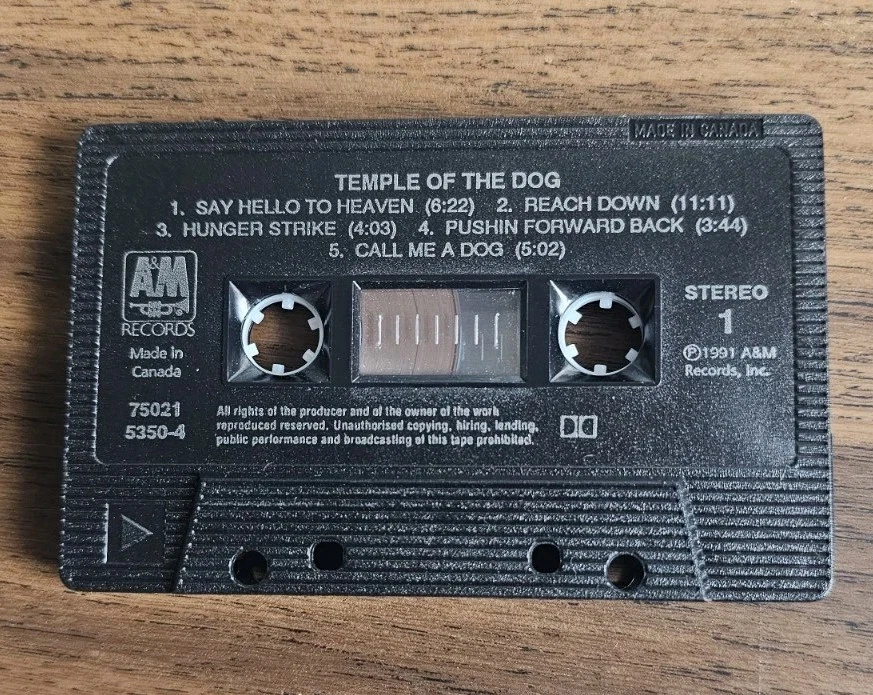 MADE IN CANADA
TEMPLE OF THE DOG
1. SAY HELLO TO HEAVEN (6:22) 2. REACH DOWN (11:11)
3. HUNGER STRIKE (4:03) 4. PUSHIN FORWARD BACK (3:44)
5. CALL ME A DOG (5:02)
A&M
RECORDS
Made in
Canada
75021
5350-4
STEREO
1
Ⓟ1991 A&M
Records, Inc.
All rights of the producer and of the owner of the work
reproduced reserved. Unauthorised copying, hiring, lending,
public performance and broadcasting of this tape prohibited.